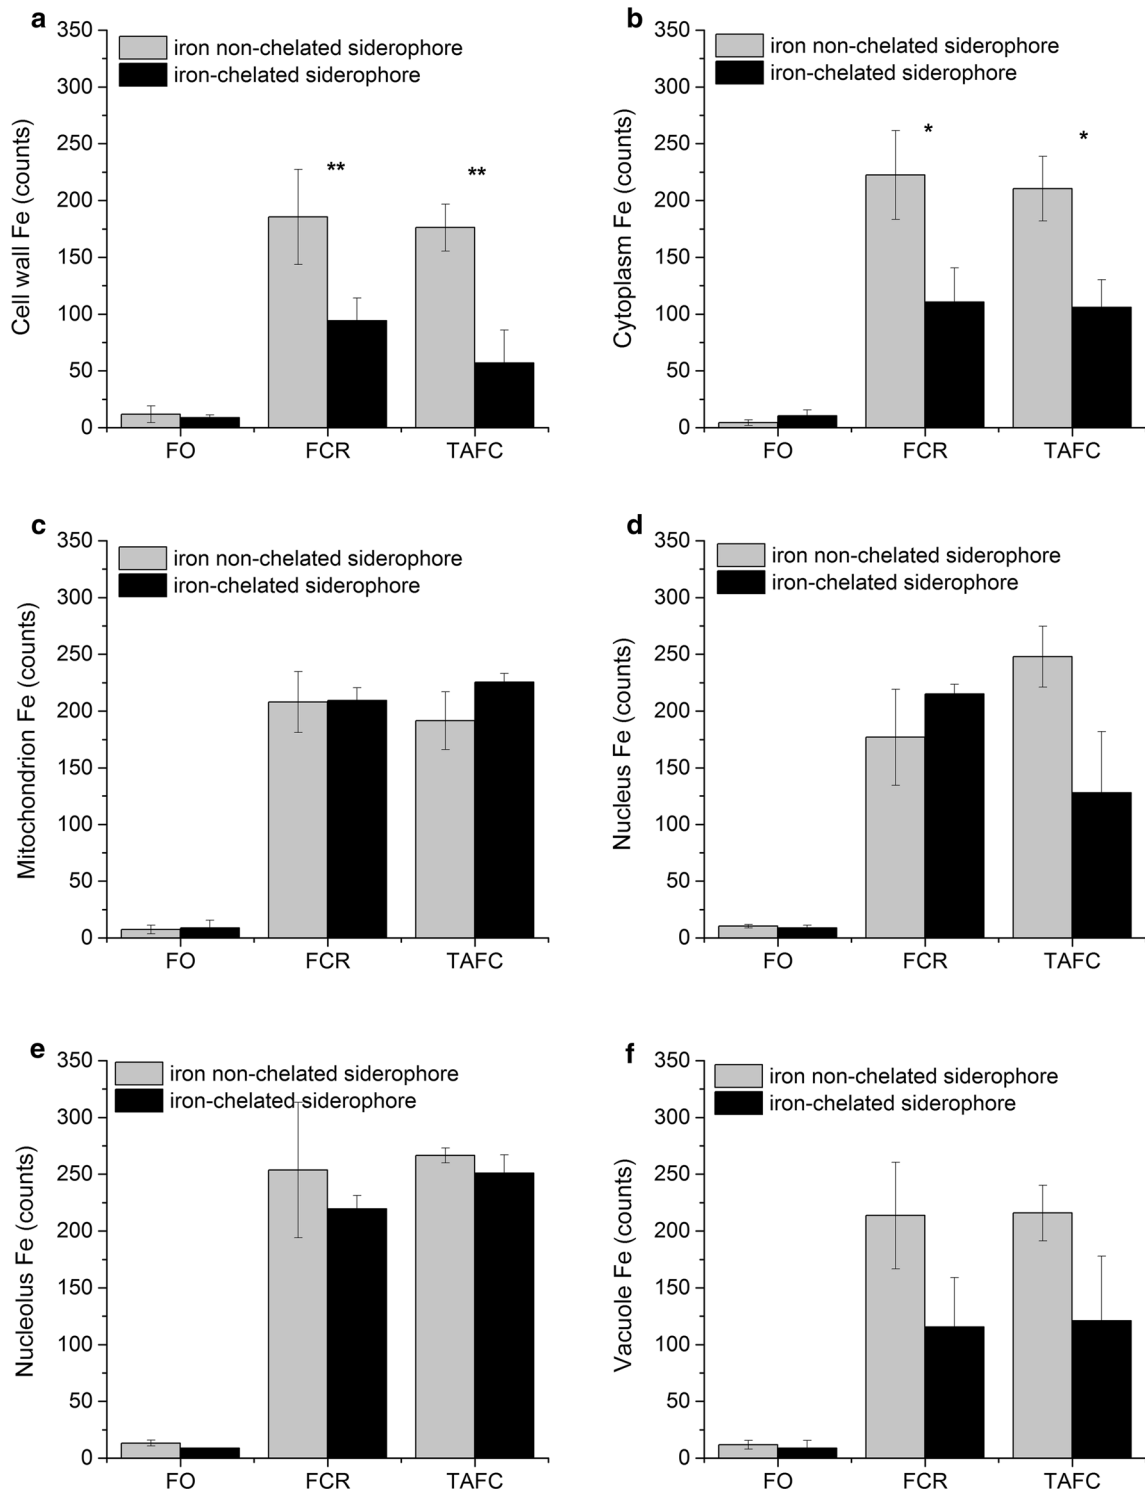 a
350
300
250
200
150
100
50
0
Cell wall Fe (counts)
iron non-chelated siderophore
iron-chelated siderophore
**
**
FO FCR TAFC
b
350
300
250
200
150
100
50
0
Cytoplasm Fe (counts)
iron non-chelated siderophore
iron-chelated siderophore
*
*
FO FCR TAFC
c
350
300
250
200
150
100
50
0
Mitochondrion Fe (counts)
iron non-chelated siderophore
iron-chelated siderophore
FO FCR TAFC
d
350
300
250
200
150
100
50
0
Nucleus Fe (counts)
iron non-chelated siderophore
iron-chelated siderophore
FO FCR TAFC
e
350
300
250
200
150
100
50
0
Nucleolus Fe (counts)
iron non-chelated siderophore
iron-chelated siderophore
FO FCR TAFC
f
350
300
250
200
150
100
50
0
Vacuole Fe (counts)
iron non-chelated siderophore
iron-chelated siderophore
FO FCR TAFC